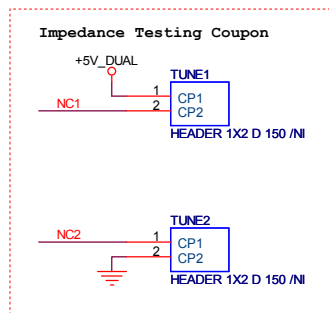 Impedance Testing Coupon
+5V_DUAL
TUNE1
1
CP1
NC1
2
CP2
HEADER 1X2 D 150 /NI
TUNE2
NC2
1
CP1
2
CP2
HEADER 1X2 D 150 /NI